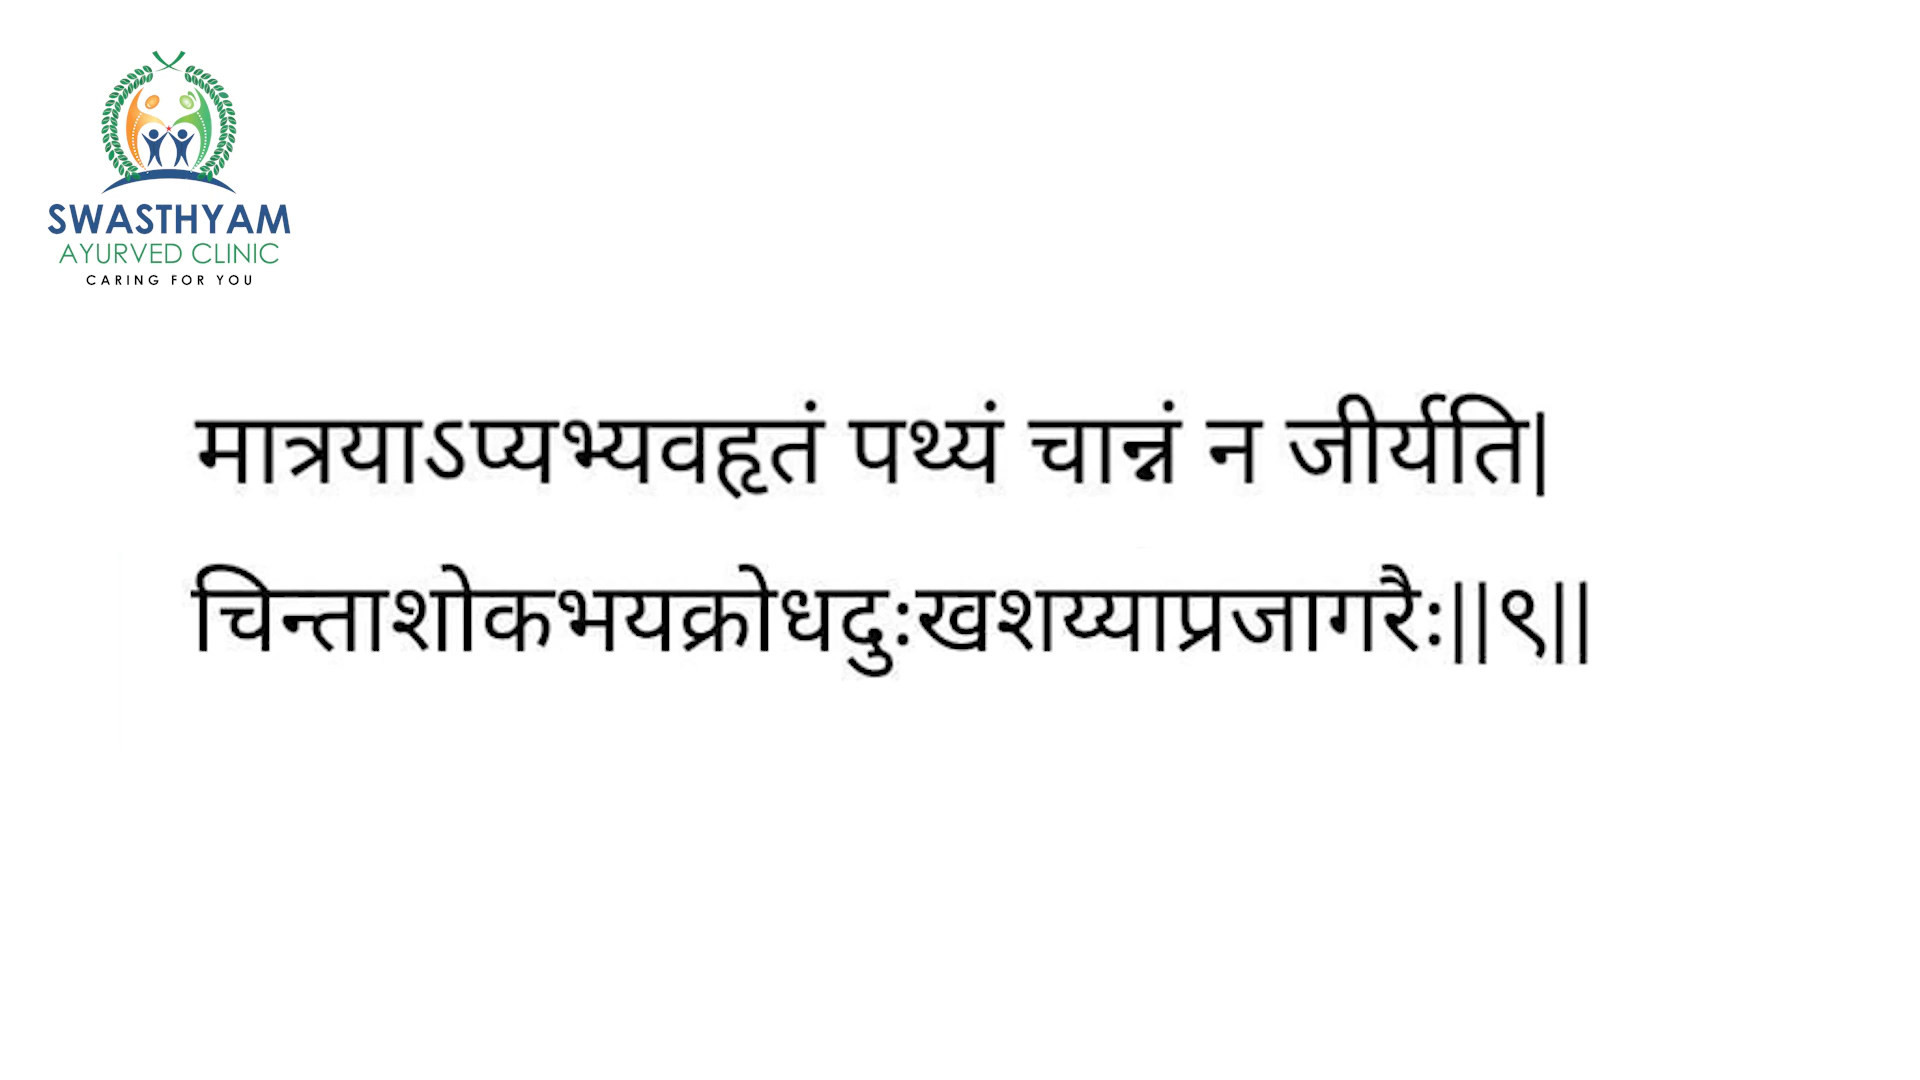 SWASTHYAM
AYURVED CLINIC
CARING FOR YOU
मात्रयाऽप्यभ्यवहृतं पथ्यं चान्नं न जीर्यति|
चिन्ताशोकभयक्रोधदुःखशय्याप्रजागरैः||९||